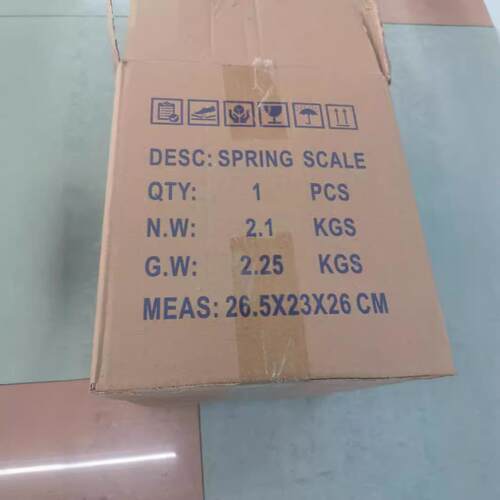 DESC: SPRING SCALE
QTY: 1 PCS
N.W: 2.1 KGS
G.W: 2.25 KGS
MEAS: 26.5X23X26 CM